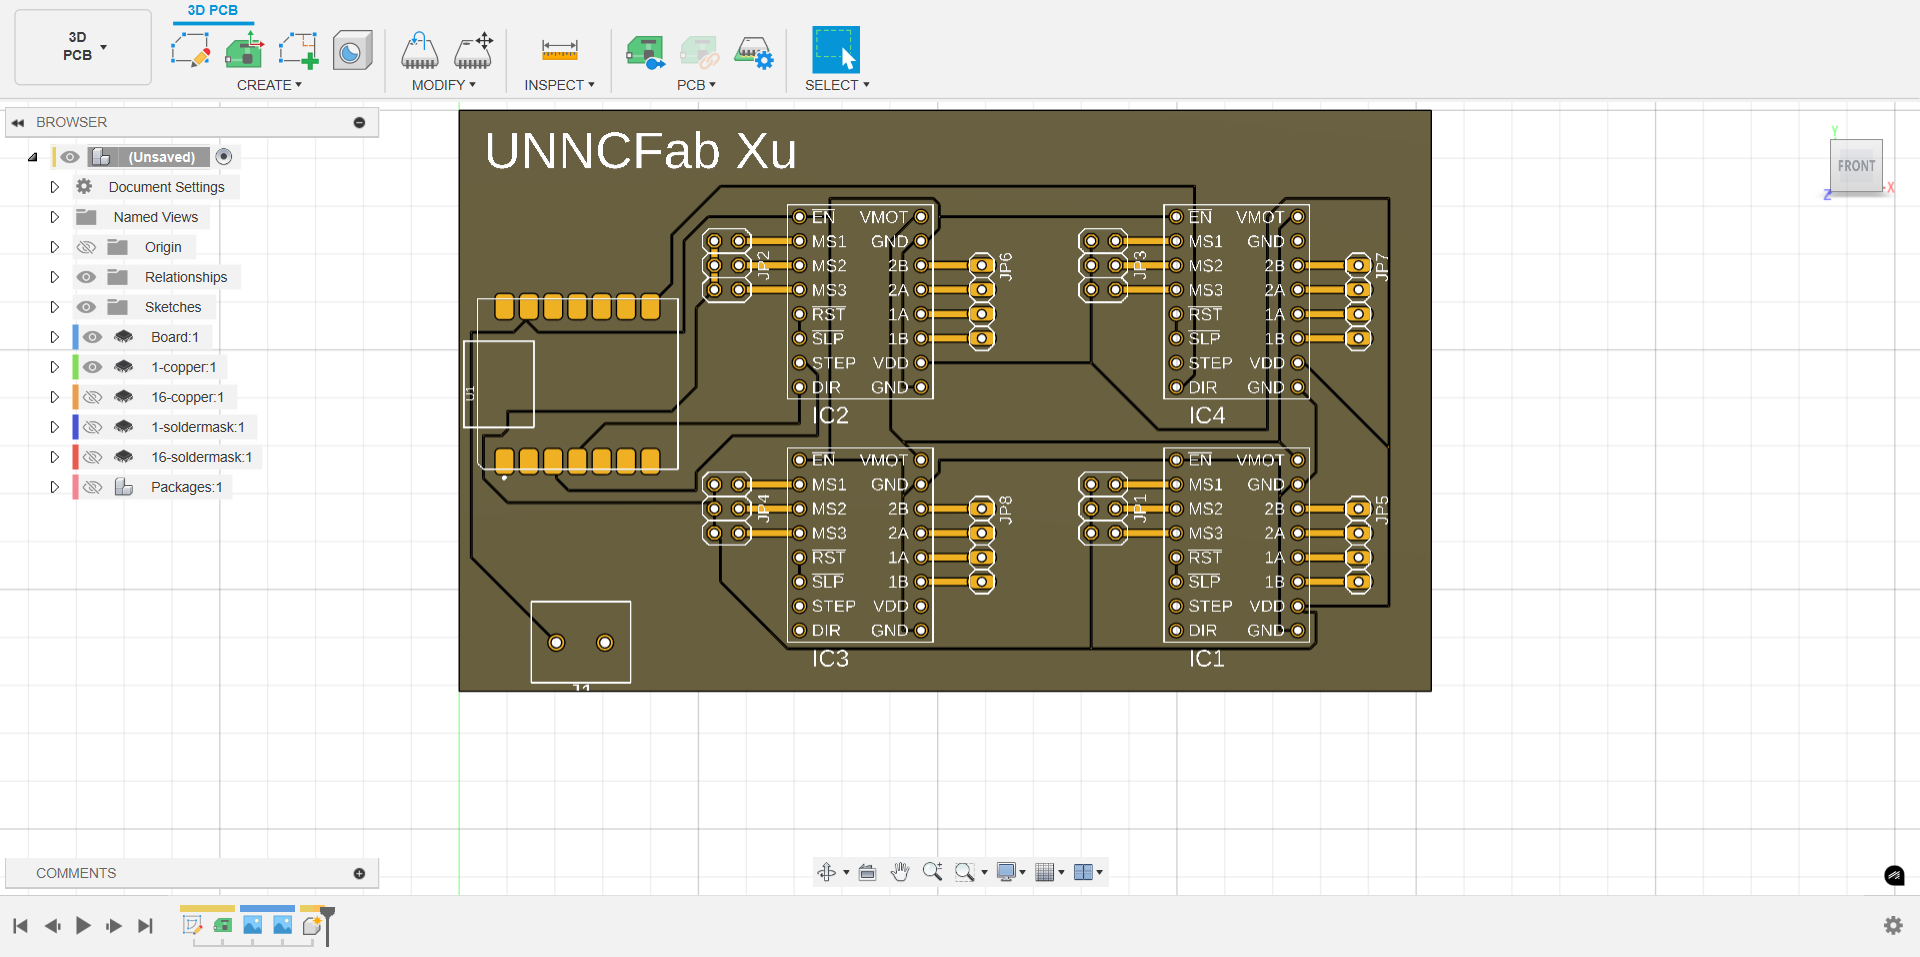 3D PCB
3D
PCB
CREATE
MODIFY
INSPECT
PCB
SELECT
BROWSER
(Unsaved)
Document Settings
Named Views
Origin
Relationships
Sketches
Board:1
1-copper:1
16-copper:1
1-soldermask:1
16-soldermask:1
Packages:1
COMMENTS
UNNCFab Xu
EN VMOT
MS1 GND
MS2 2B
MS3 2A
RST 1A
SLP 1B
STEP VDD
DIR GND
IC2
JP2
JP6
EN VMOT
MS1 GND
MS2 2B
MS3 2A
RST 1A
SLP 1B
STEP VDD
DIR GND
IC4
JP3
JP7
U1
EN VMOT
MS1 GND
MS2 2B
MS3 2A
RST 1A
SLP 1B
STEP VDD
DIR GND
IC3
JP4
JP8
EN VMOT
MS1 GND
MS2 2B
MS3 2A
RST 1A
SLP 1B
STEP VDD
DIR GND
IC1
JP1
JP5
Y
FRONT
X
Z